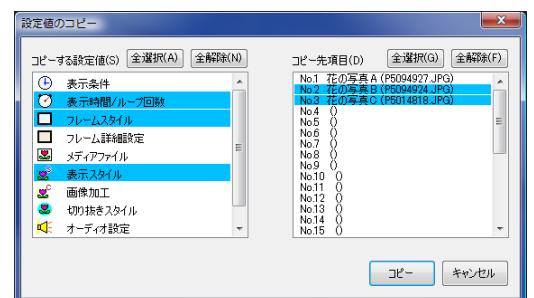 設定値のコピー
コピーする設定値(S) 全選択(A) 全解除(N)
表示条件
表示時間/ループ回数
フレームスタイル
フレーム詳細設定
メディアファイル
表示スタイル
画像加工
切り抜きスタイル
オーディオ設定
コピー先項目(D) 全選択(G) 全解除(F)
No.1 花の写真A (P5094927.JPG)
No.2 花の写真B (P5094924.JPG)
No.3 花の写真C (P5014818.JPG)
No.4 ()
No.5 ()
No.6 ()
No.7 ()
No.8 ()
No.9 ()
No.10 ()
No.11 ()
No.12 ()
No.13 ()
No.14 ()
No.15 ()
コピー キャンセル